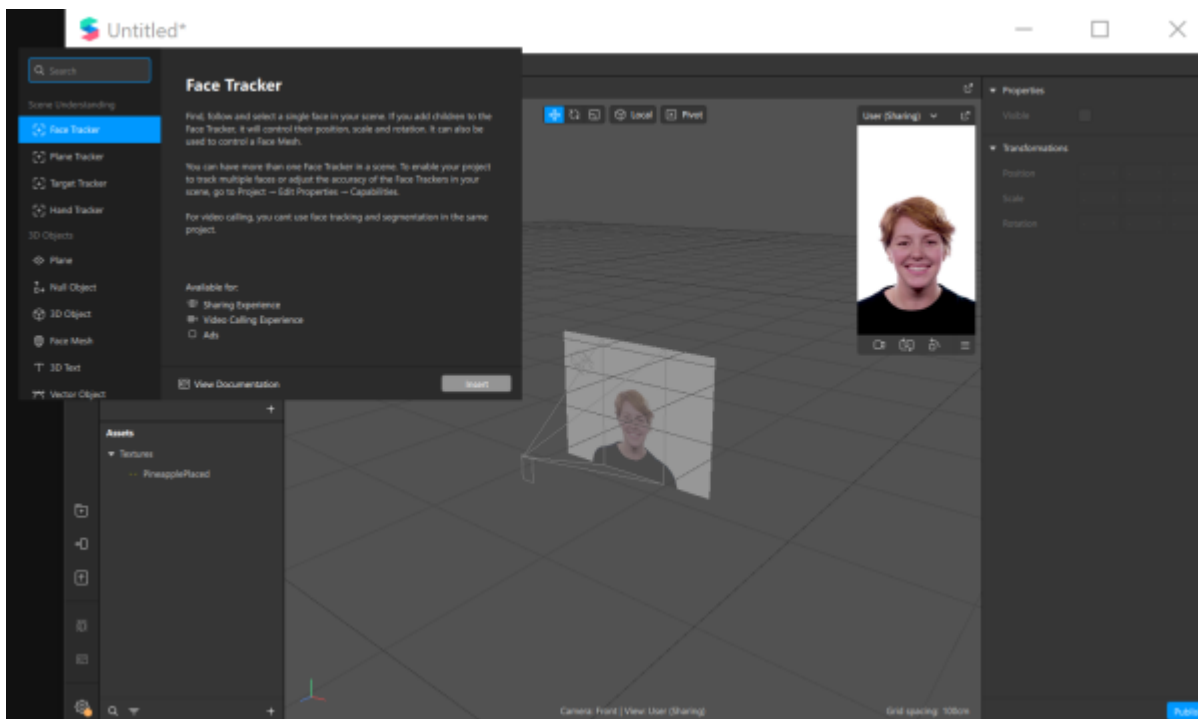 Untitled*
Search
Scene Understanding
Face Tracker
Plane Tracker
Target Tracker
Hand Tracker
3D Objects
Plane
Null Object
3D Object
Face Mesh
3D Text
Vector Object
Face Tracker
Find, follow and select a single face in your scene. If you add children to the
Face Tracker, it will control their position, scale and rotation. It can also be
used to control a Face Mesh.
You can have more than one Face Tracker in a scene. To enable your project
to track multiple faces or adjust the accuracy of the Face Trackers in your
scene, go to Project — Edit Properties — Capabilities.
For video calling, you cant use face tracking and segmentation in the same
project.
Available for:
Sharing Experience
Video Calling Experience
Ads
View Documentation
Insert
Local
Pivot
User (Sharing)
Properties
Visible
Transformations
Position
Scale
Rotation
Assets
Textures
PineapplePlaced
Camera: Front | View: User (Sharing)
Grid spacing: 100cm
Publis